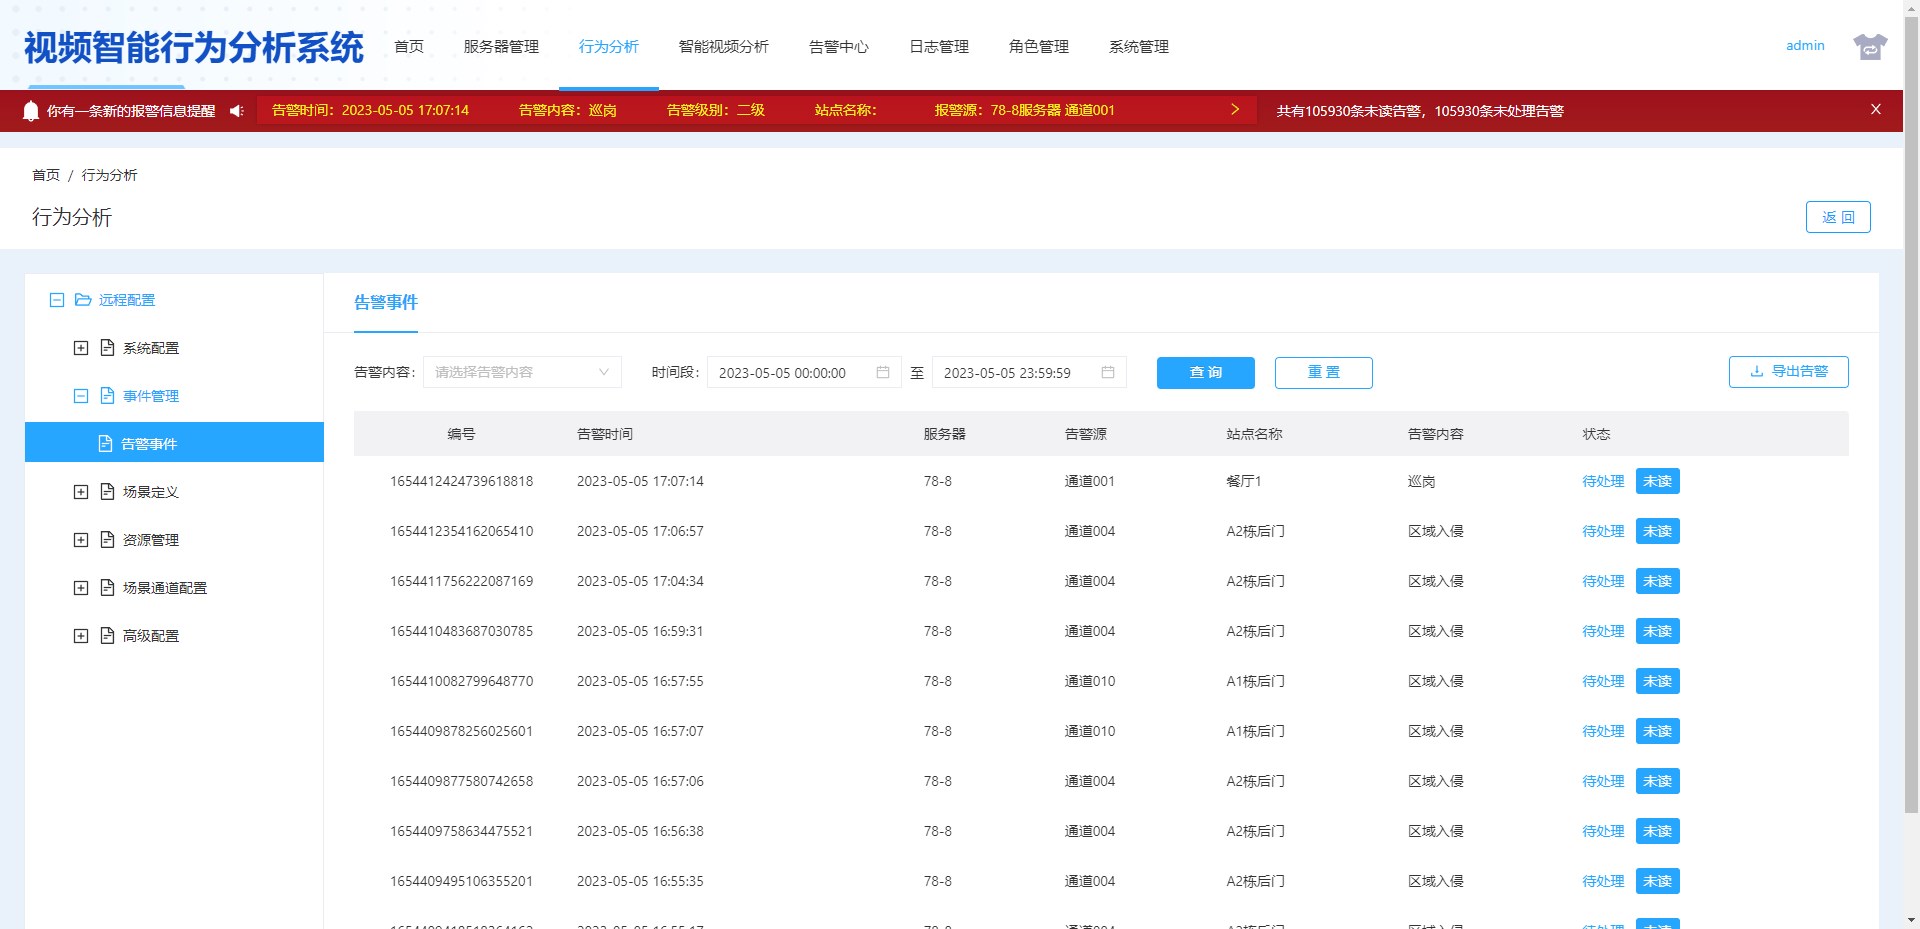 视频智能行为分析系统 首页 服务器管理 行为分析 智能视频分析 告警中心 日志管理 角色管理 系统管理 admin
你有一条新的报警信息提醒 告警时间：2023-05-05 17:07:14 告警内容：巡岗 告警级别：二级 站点名称： 报警源：78-8服务器 通道001 共有105930条未读告警，105930条未处理告警
首页 / 行为分析
行为分析
返 回
远程配置
系统配置
事件管理
告警事件
场景定义
资源管理
场景通道配置
高级配置
告警事件
告警内容： 请选择告警内容 时间段： 2023-05-05 00:00:00 至 2023-05-05 23:59:59 查 询 重 置 导出告警
编号 告警时间 服务器 告警源 站点名称 告警内容 状态
1654412424739618818 2023-05-05 17:07:14 78-8 通道001 餐厅1 巡岗 待处理 未读
1654412354162065410 2023-05-05 17:06:57 78-8 通道004 A2栋后门 区域入侵 待处理 未读
1654411756222087169 2023-05-05 17:04:34 78-8 通道004 A2栋后门 区域入侵 待处理 未读
1654410483687030785 2023-05-05 16:59:31 78-8 通道004 A2栋后门 区域入侵 待处理 未读
1654410082799648770 2023-05-05 16:57:55 78-8 通道010 A1栋后门 区域入侵 待处理 未读
1654409878256025601 2023-05-05 16:57:07 78-8 通道010 A1栋后门 区域入侵 待处理 未读
1654409877580742658 2023-05-05 16:57:06 78-8 通道004 A2栋后门 区域入侵 待处理 未读
1654409758634475521 2023-05-05 16:56:38 78-8 通道004 A2栋后门 区域入侵 待处理 未读
1654409495106355201 2023-05-05 16:55:35 78-8 通道004 A2栋后门 区域入侵 待处理 未读